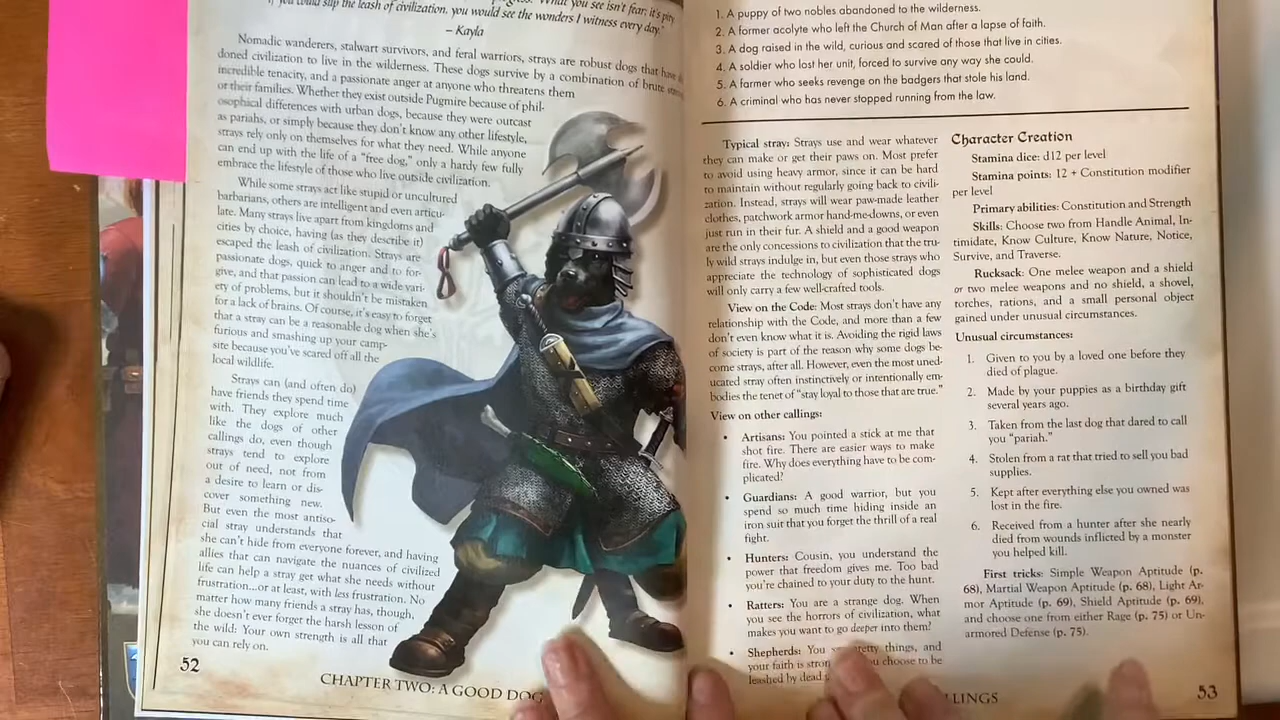 What you see isn't fear: it's pity
If you could slip the leash of civilization. you would see the wonders I witness every day."
– Kayla
Nomadic wanderers, stalwart survivors, and feral warriors, strays are robust dogs that have
doned civilization to live in the wilderness. These dogs survive by a combination of brute
incredible tenacity, and a passionate anger at anyone who threatens them
or their families. Whether they exist outside Pugmire because of phil-
osophical differences with urban dogs, because they were outcast
as pariahs, or simply because they don't know any other lifestyle,
strays rely only on themselves for what they need. While anyone
can end up with the life of a "free dog," only a hardy few fully
embrace the lifestyle of those who live outside civilization.
While some strays act like stupid or uncultured
barbarians, others are intelligent and even articu-
late. Many strays live apart from kingdoms and
cities by choice, having (as they describe it)
escaped the leash of civilization. Strays are
passionate dogs, quick to anger and to for-
give, and that passion can lead to a wide vari-
ety of problems, but it shouldn't be mistaken
for a lack of brains. Of course, it's easy to forget
that a stray can be a reasonable dog when she's
furious and smashing up your camp-
site because you've scared off all the
local wildlife.
Strays can (and often do)
have friends they spend time
with. They explore much
like the dogs of other
callings do, even though
strays tend to explore
out of need, not from
a desire to learn or dis-
cover something new.
But even the most antiso-
cial stray understands that
she can't hide from everyone forever, and having
allies that can navigate the nuances of civilized
life can help a stray get what she needs without
frustration...or at least, with less frustration. No
matter how many friends a stray has, though,
she doesn't ever forget the harsh lesson of
the wild: Your own strength is all that
you can rely on.
52
CHAPTER TWO: A GOOD DOG
1. A puppy of two nobles abandoned to the wilderness.
2. A former acolyte who left the Church of Man after a lapse of faith.
3. A dog raised in the wild, curious and scared of those that live in cities.
4. A soldier who lost her unit, forced to survive any way she could.
5. A farmer who seeks revenge on the badgers that stole his land.
6. A criminal who has never stopped running from the law.
Typical stray: Strays use and wear whatever
they can make or get their paws on. Most prefer
to avoid using heavy armor, since it can be hard
to maintain without regularly going back to civili-
zation. Instead, strays will wear paw-made leather
clothes, patchwork armor hand-me-downs, or even
just run in their fur. A shield and a good weapon
are the only concessions to civilization that the tru-
ly wild strays indulge in, but even those strays who
appreciate the technology of sophisticated dogs
will only carry a few well-crafted tools.
View on the Code: Most strays don't have any
relationship with the Code, and more than a few
don't even know what it is. Avoiding the rigid laws
of society is part of the reason why some dogs be-
come strays, after all. However, even the most uned-
ucated stray often instinctively or intentionally em-
bodies the tenet of "stay loyal to those that are true."
View on other callings:
• Artisans: You pointed a stick at me that
shot fire. There are easier ways to make
fire. Why does everything have to be com-
plicated?
• Guardians: A good warrior, but you
spend so much time hiding inside an
iron suit that you forget the thrill of a real
fight.
• Hunters: Cousin, you understand the
power that freedom gives me. Too bad
you're chained to your duty to the hunt.
• Ratters: You are a strange dog. When
you see the horrors of civilization, what
makes you want to go deeper into them?
• Shepherds: You pretty things, and
your faith is you choose to be
leashed by dead
Character Creation
Stamina dice: d12 per level
Stamina points: 12 + Constitution modifier
per level
Primary abilities: Constitution and Strength
Skills: Choose two from Handle Animal, In-
timidate, Know Culture, Know Nature, Notice,
Survive, and Traverse.
Rucksack: One melee weapon and a shield
or two melee weapons and no shield, a shovel,
torches, rations, and a small personal object
gained under unusual circumstances.
Unusual circumstances:
1. Given to you by a loved one before they
died of plague.
2. Made by your puppies as a birthday gift
several years ago.
3. Taken from the last dog that dared to call
you "pariah."
4. Stolen from a rat that tried to sell you bad
supplies.
5. Kept after everything else you owned was
lost in the fire.
6. Received from a hunter after she nearly
died from wounds inflicted by a monster
you helped kill.
First tricks: Simple Weapon Aptitude (p.
68), Martial Weapon Aptitude (p. 68), Light Ar-
mor Aptitude (p. 69), Shield Aptitude (p. 69),
and choose one from either Rage (p. 75) or Un-
armored Defense (p. 75).
LLINGS
53